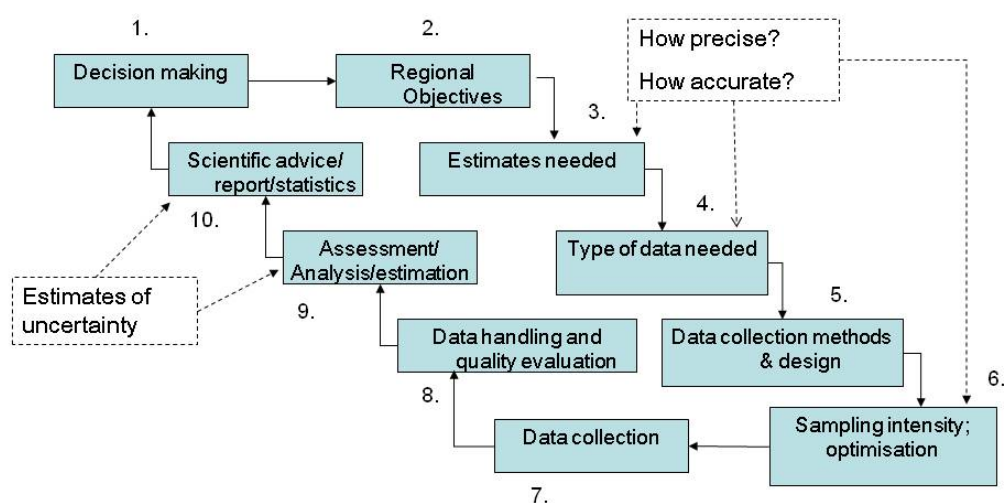 1.
Decision making
2.
Regional
Objectives
How precise?
How accurate?
3.
Estimates needed
4.
Type of data needed
5.
Data collection methods
& design
6.
Sampling intensity;
optimisation
7.
Data collection
8.
Data handling and
quality evaluation
9.
Assessment/
Analysis/estimation
10.
Scientific advice/
report/statistics
Estimates of
uncertainty